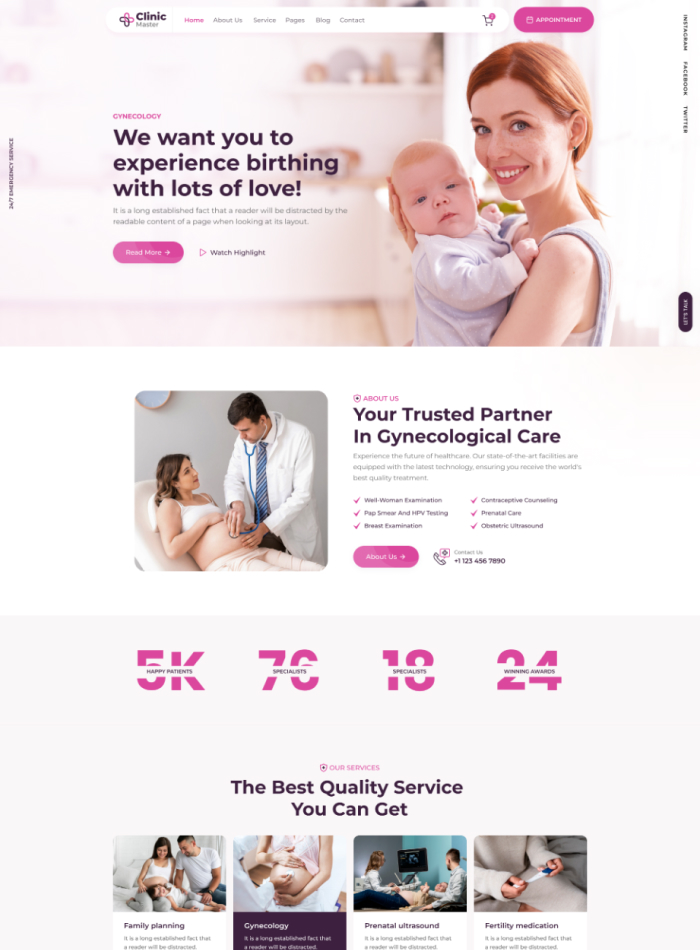 Clinic
Master
Home
About Us
Service
Pages
Blog
Contact
APPOINTMENT
INSTAGRAM
FACEBOOK
TWITTER
24/7 EMERGENCY SERVICE
GYNECOLOGY
We want you to
experience birthing
with lots of love!
It is a long established fact that a reader will be distracted by the
readable content of a page when looking at its layout.
Read More →
Watch Highlight
LET'S TALK
ABOUT US
Your Trusted Partner
In Gynecological Care
Experience the future of healthcare. Our state-of-the-art facilities are
equipped with the latest technology, ensuring you receive the world's
best quality treatment.
Well-Woman Examination
Contraceptive Counseling
Pap Smear And HPV Testing
Prenatal Care
Breast Examination
Obstetric Ultrasound
About Us →
Contact Us
+1 123 456 7890
5K
HAPPY PATIENTS
SPECIALISTS
18
SPECIALISTS
24
WINNING AWARDS
OUR SERVICES
The Best Quality Service
You Can Get
Family planning
It is a long established fact that
a reader will be distracted.
Gynecology
It is a long established fact that
a reader will be distracted.
Prenatal ultrasound
It is a long established fact that
a reader will be distracted.
Fertility medication
It is a long established fact that
a reader will be distracted.